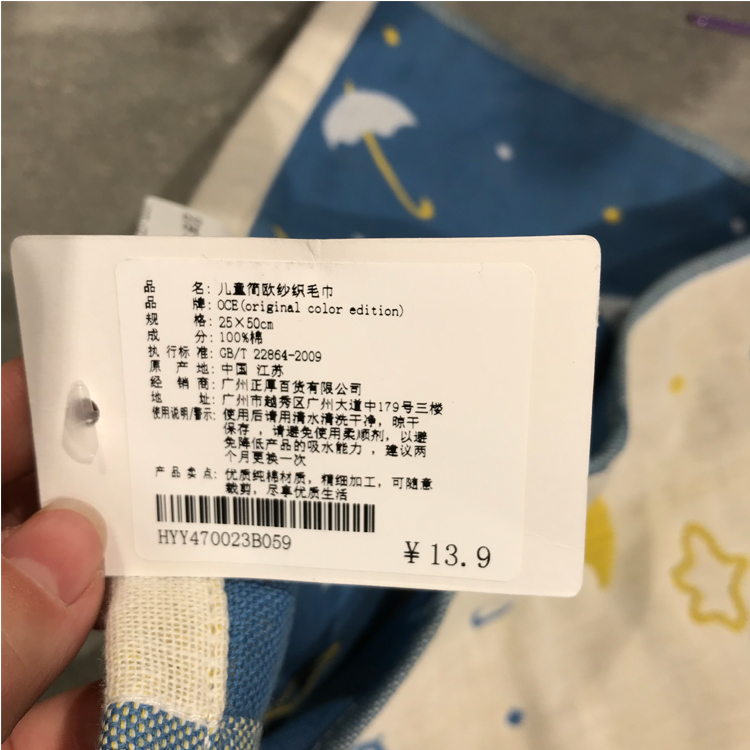 品 名: 儿童简欧纱织毛巾
品 牌: OCE(original color edition)
规 格: 25×50cm
成 分: 100%棉
执行标准: GB/T 22864-2009
原 产 地: 中国 江苏
经 销 商: 广州正厚百货有限公司
地 址: 广州市越秀区广州大道中179号三楼
使用说明/警示: 使用后请用清水清洗干净, 晾干
保存 , 请避免使用柔顺剂, 以避
免降低产品的吸水能力 , 建议两
个月更换一次
产品卖点: 优质纯棉材质, 精细加工, 可随意
裁剪, 尽享优质生活
HYY470023B059
¥ 13.9